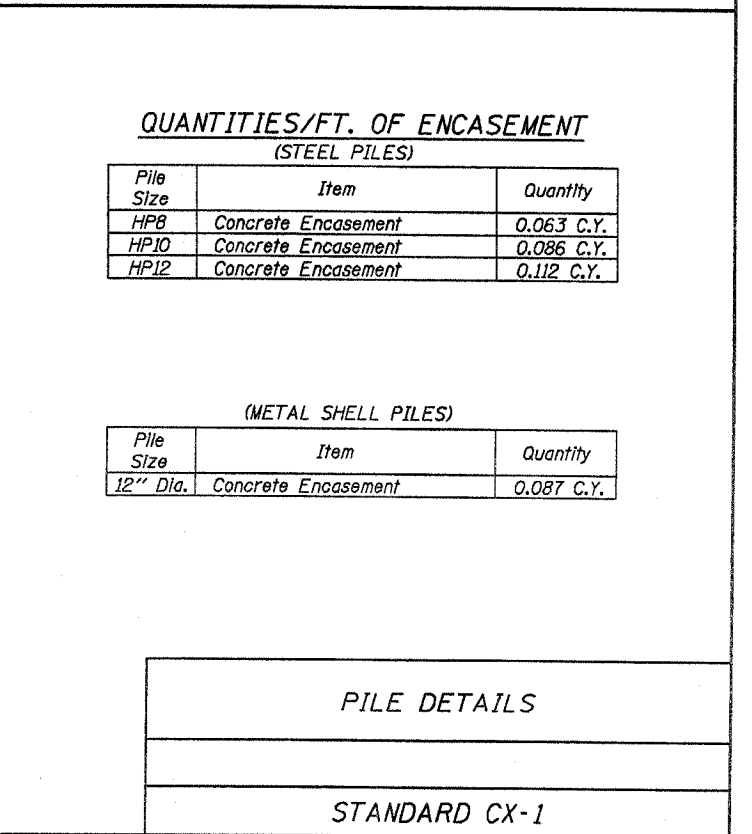 QUANTITIES/FT. OF ENCASEMENT
(STEEL PILES)
Pile Size Item Quantity
HP8 Concrete Encasement 0.063 C.Y.
HP10 Concrete Encasement 0.086 C.Y.
HP12 Concrete Encasement 0.112 C.Y.
(METAL SHELL PILES)
Pile Size Item Quantity
12" Dia. Concrete Encasement 0.087 C.Y.
PILE DETAILS
STANDARD CX-1